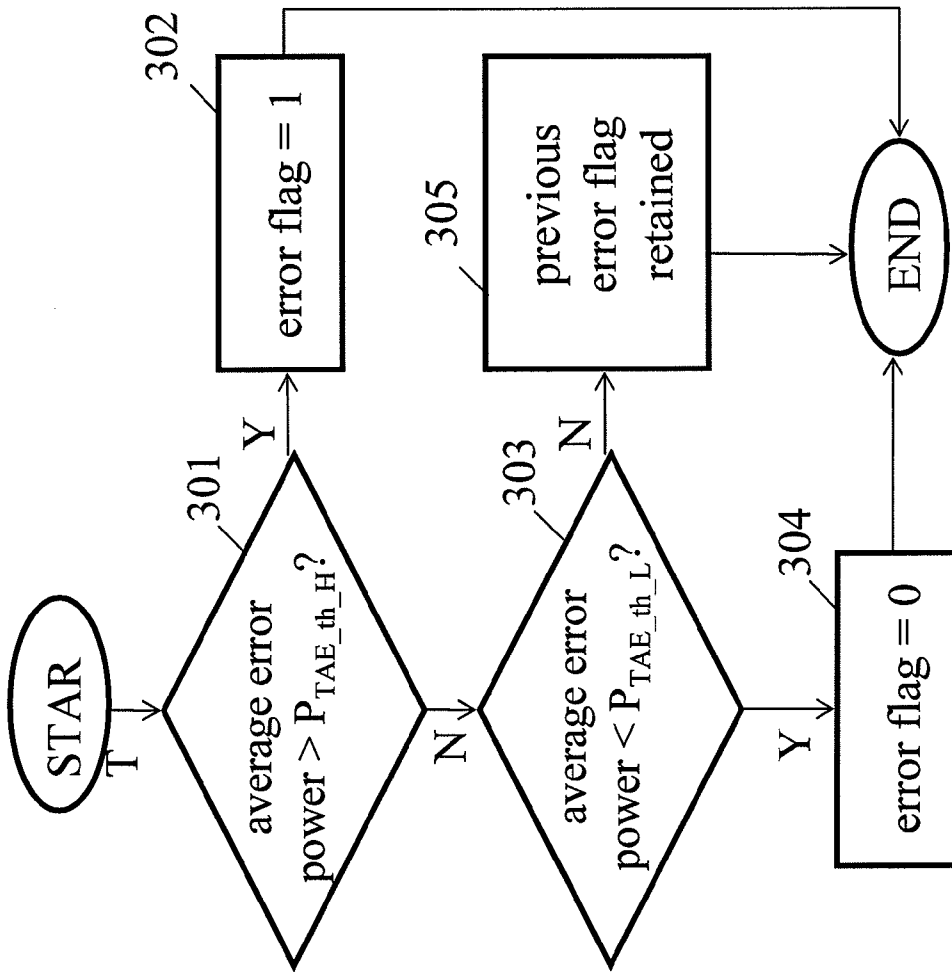 STAR
T
301
average error
power > P_TAE_th_H?
Y
302
error flag = 1
N
303
average error
power < P_TAE_th_L?
N
305
previous
error flag
retained
Y
304
error flag = 0
END